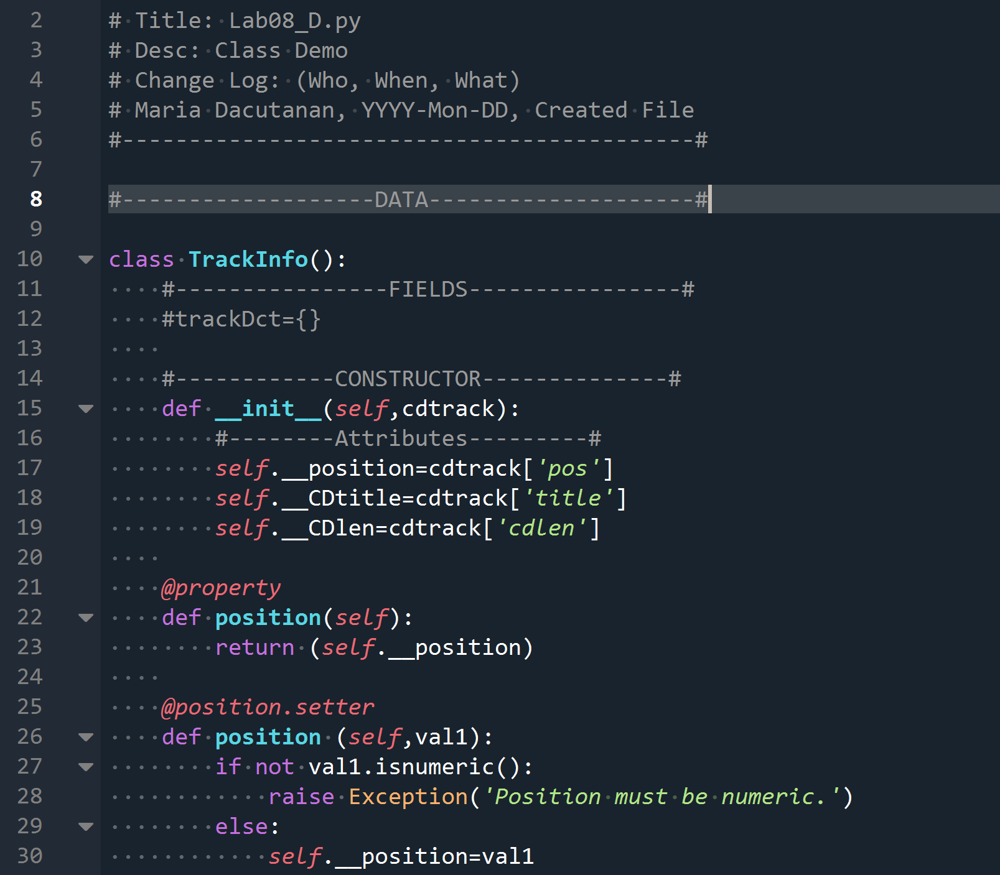 2 # Title: Lab08_D.py
3 # Desc: Class Demo
4 # Change Log: (Who, When, What)
5 # Maria Dacutanan, YYYY-Mon-DD, Created File
6 #-------------------------------------------#
7
8 #-------------------DATA--------------------#
9
10 class TrackInfo():
11     #----------------FIELDS----------------#
12     #trackDct={}
13
14     #------------CONSTRUCTOR--------------#
15     def __init__(self,cdtrack):
16         #--------Attributes---------#
17         self.__position=cdtrack['pos']
18         self.__CDtitle=cdtrack['title']
19         self.__CDlen=cdtrack['cdlen']
20
21     @property
22     def position(self):
23         return (self.__position)
24
25     @position.setter
26     def position (self,val1):
27         if not val1.isnumeric():
28             raise Exception('Position must be numeric.')
29         else:
30             self.__position=val1